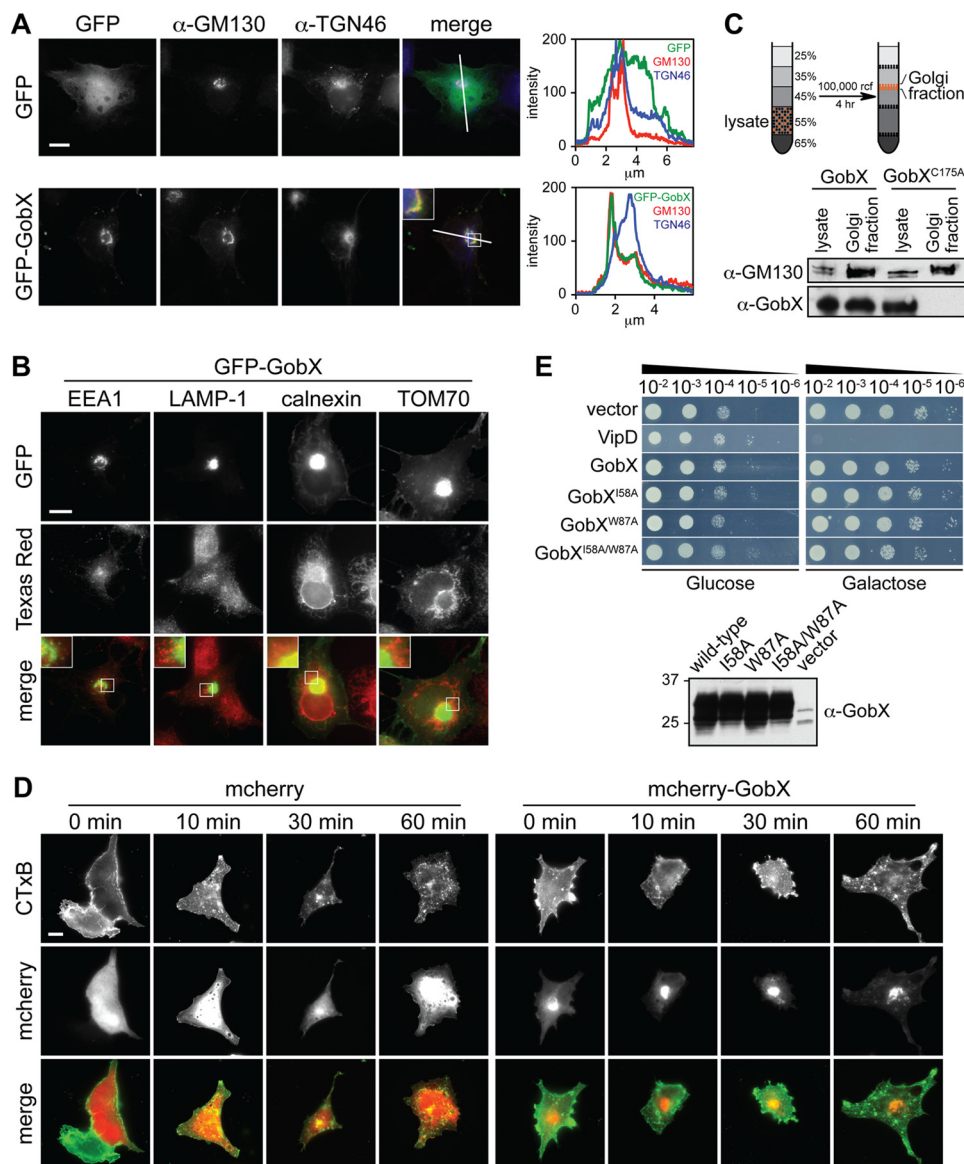 A
GFP α-GM130 α-TGN46 merge
GFP
GFP-GobX
200
100
0
intensity
GFP
GM130
TGN46
0 2 4 6
μm
200
100
0
intensity
GFP-GobX
GM130
TGN46
0 2 4 6
μm
C
25%
35%
45%
55%
65%
lysate
100,000 rcf
4 hr
Golgi
fraction
GobX GobX^C175A
lysate
Golgi
fraction
lysate
Golgi
fraction
α-GM130
α-GobX
B
GFP-GobX
EEA1 LAMP-1 calnexin TOM70
GFP
Texas Red
merge
E
10^-2 10^-3 10^-4 10^-5 10^-6 10^-2 10^-3 10^-4 10^-5 10^-6
vector
VipD
GobX
GobX^I58A
GobX^W87A
GobX^I58A/W87A
Glucose Galactose
wild-type
I58A
W87A
I58A/W87A
vector
37
25
α-GobX
D
mcherry mcherry-GobX
0 min 10 min 30 min 60 min 0 min 10 min 30 min 60 min
CTxB
mcherry
merge